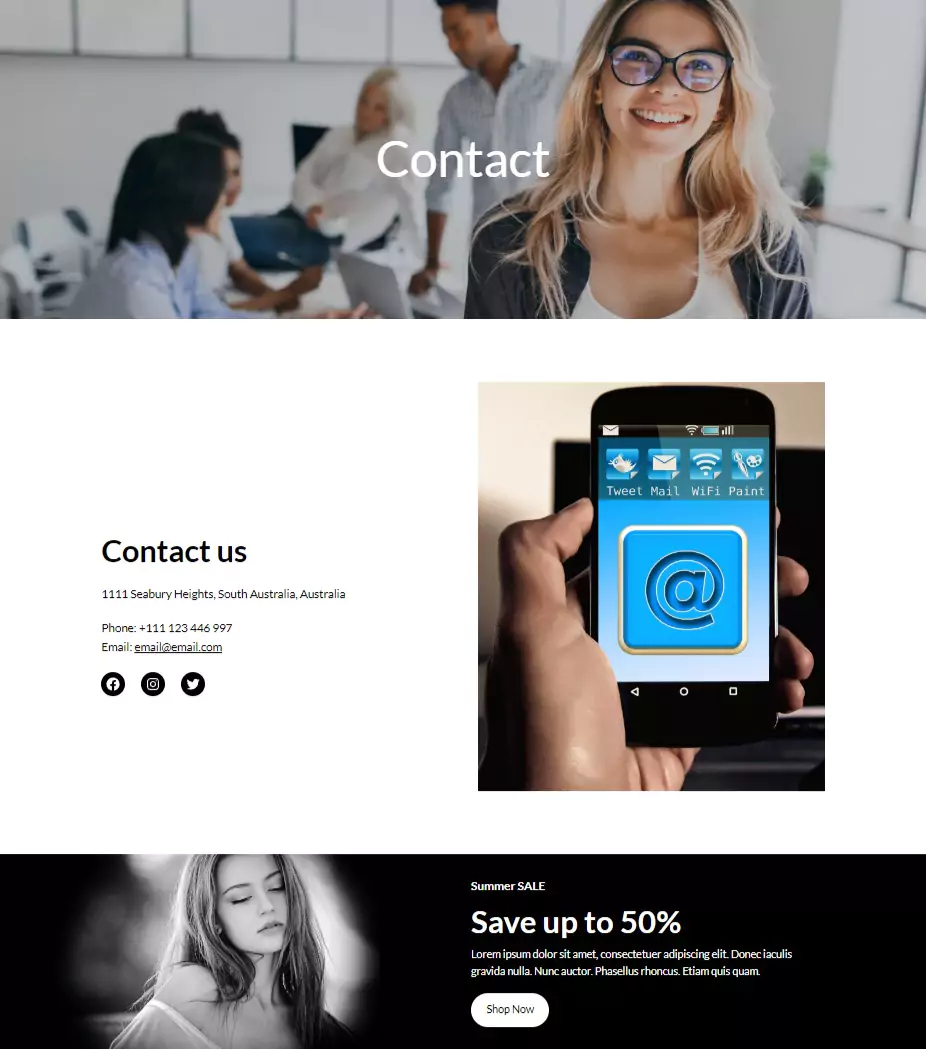 Contact
Tweet Mail WiFi Paint
@
Contact us
1111 Seabury Heights, South Australia, Australia
Phone: +111 123 446 997
Email: email@email.com
Summer SALE
Save up to 50%
Lorem ipsum dolor sit amet, consectetuer adipiscing elit. Donec iaculis
gravida nulla. Nunc auctor. Phasellus rhoncus. Etiam quis quam.
Shop Now